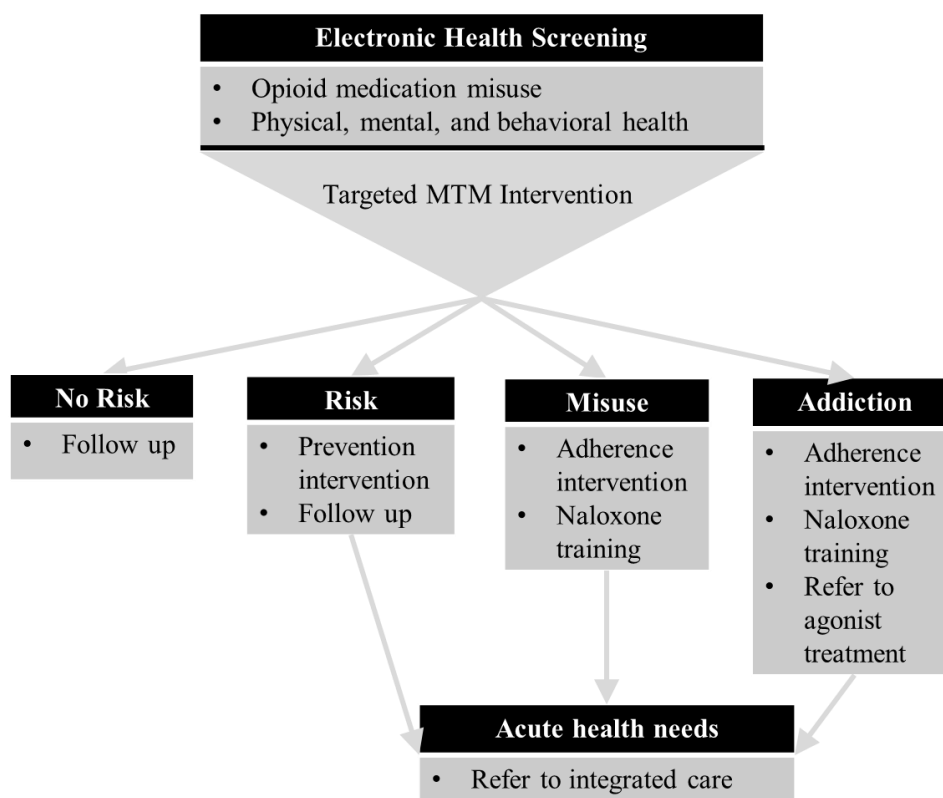 Electronic Health Screening
• Opioid medication misuse
• Physical, mental, and behavioral health
Targeted MTM Intervention
No Risk
• Follow up
Risk
• Prevention
intervention
• Follow up
Misuse
• Adherence
intervention
• Naloxone
training
Addiction
• Adherence
intervention
• Naloxone
training
• Refer to
agonist
treatment
Acute health needs
• Refer to integrated care